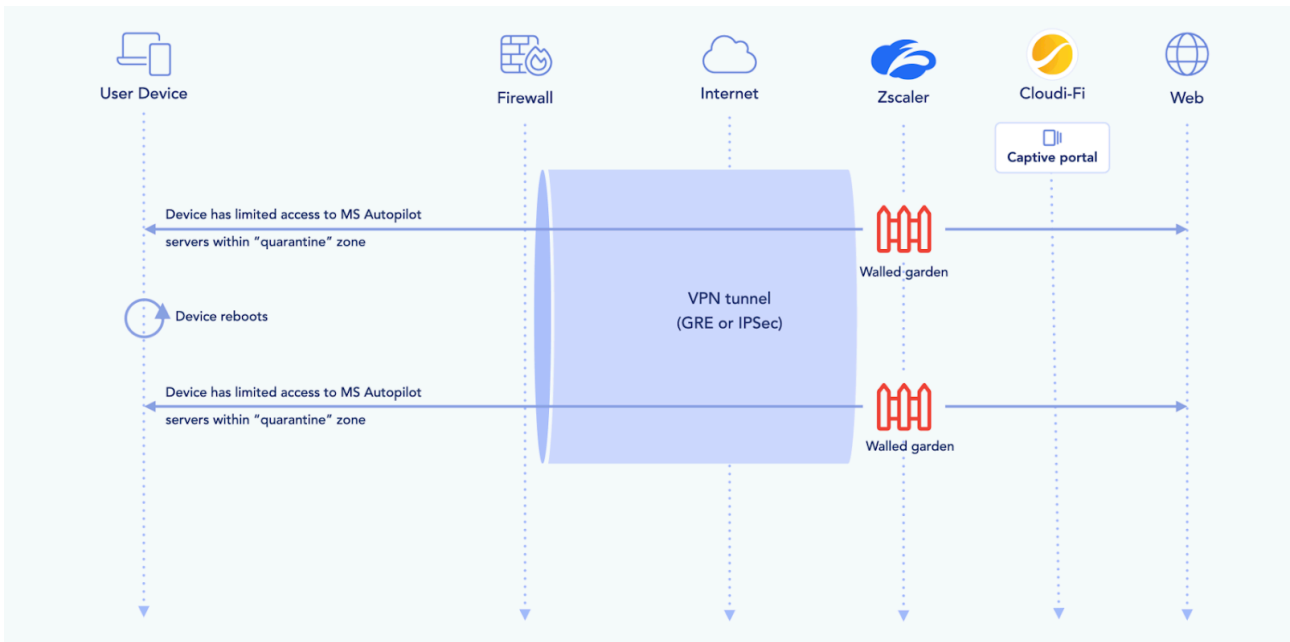 User Device
Firewall
Internet
Zscaler
Cloudi-Fi
Web
Captive portal
Device has limited access to MS Autopilot
servers within “quarantine” zone
Walled garden
VPN tunnel
(GRE or IPSec)
Device reboots
Device has limited access to MS Autopilot
servers within “quarantine” zone
Walled garden